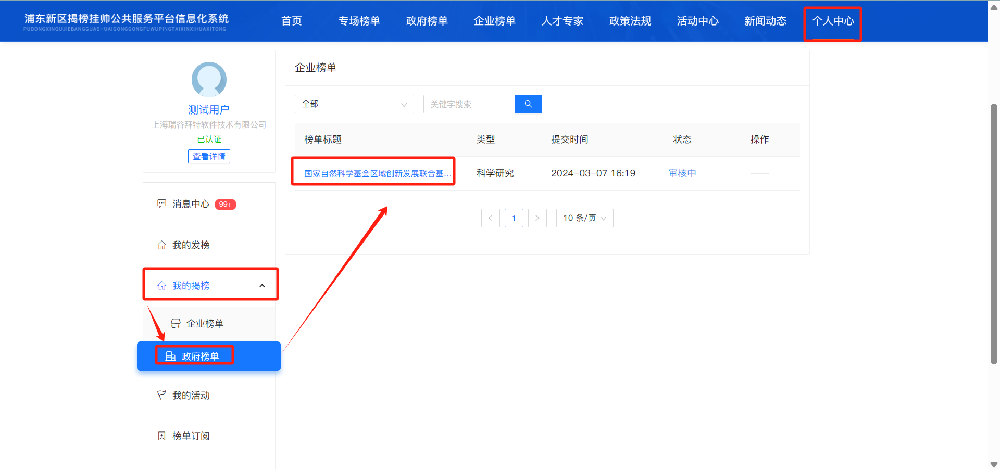 浦东新区揭榜挂帅公共服务平台信息化系统
PUDONGXINQUJIEBANGGUASHUAIGONGGONGFUWUPINGTAIXINXIHUAXITONG
首页 专场榜单 政府榜单 企业榜单 人才专家 政策法规 活动中心 新闻动态 个人中心
测试用户
上海瑞谷拜特软件技术有限公司
已认证
查看详情
消息中心 99+
我的发榜
我的揭榜
企业榜单
政府榜单
我的活动
榜单订阅
企业榜单
全部 关键字搜索
榜单标题 类型 提交时间 状态 操作
国家自然科学基金区域创新发展联合基... 科学研究 2024-03-07 16:19 审核中 ——
< 1 > 10 条/页